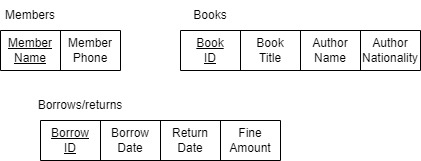 Members
Member Name
Member Phone
Books
Book ID
Book Title
Author Name
Author Nationality
Borrows/returns
Borrow ID
Borrow Date
Return Date
Fine Amount